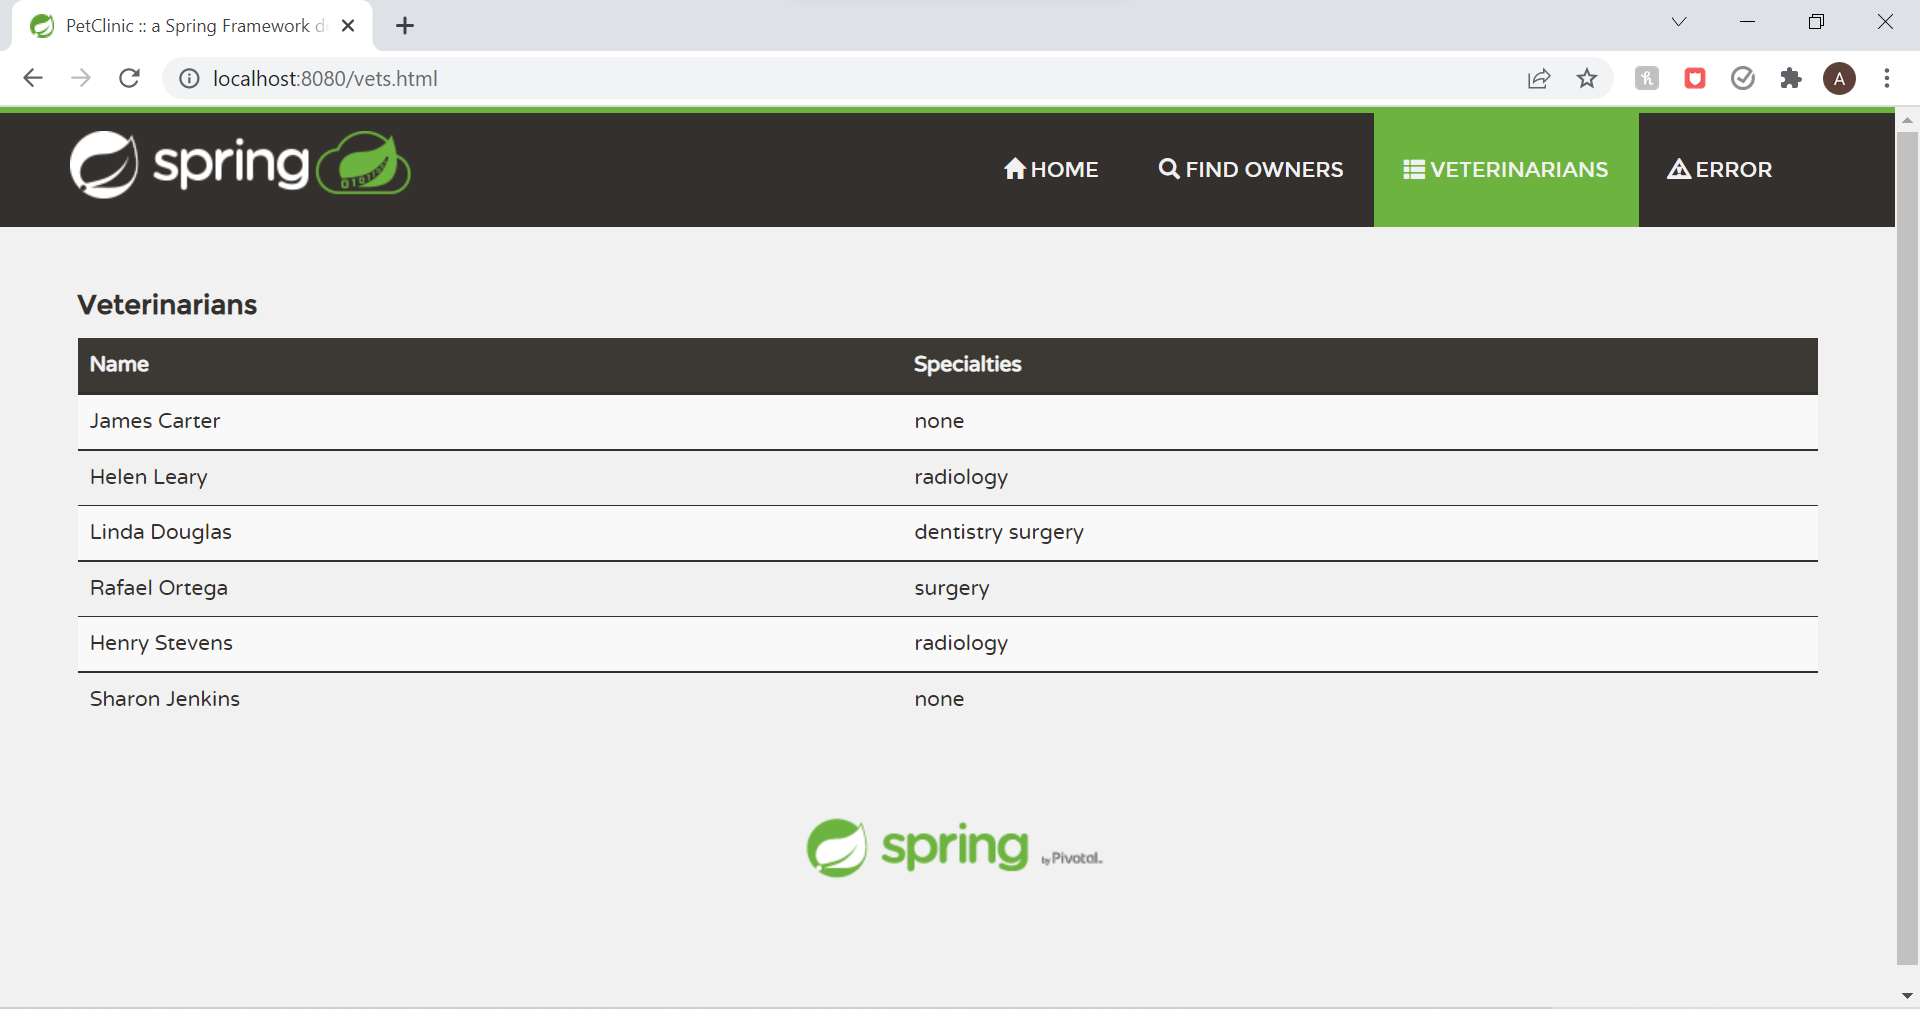 PetClinic :: a Spring Framework d
localhost:8080/vets.html
A
spring
HOME
FIND OWNERS
VETERINARIANS
ERROR
Veterinarians
Name Specialties
James Carter none
Helen Leary radiology
Linda Douglas dentistry surgery
Rafael Ortega surgery
Henry Stevens radiology
Sharon Jenkins none
spring by Pivotal.